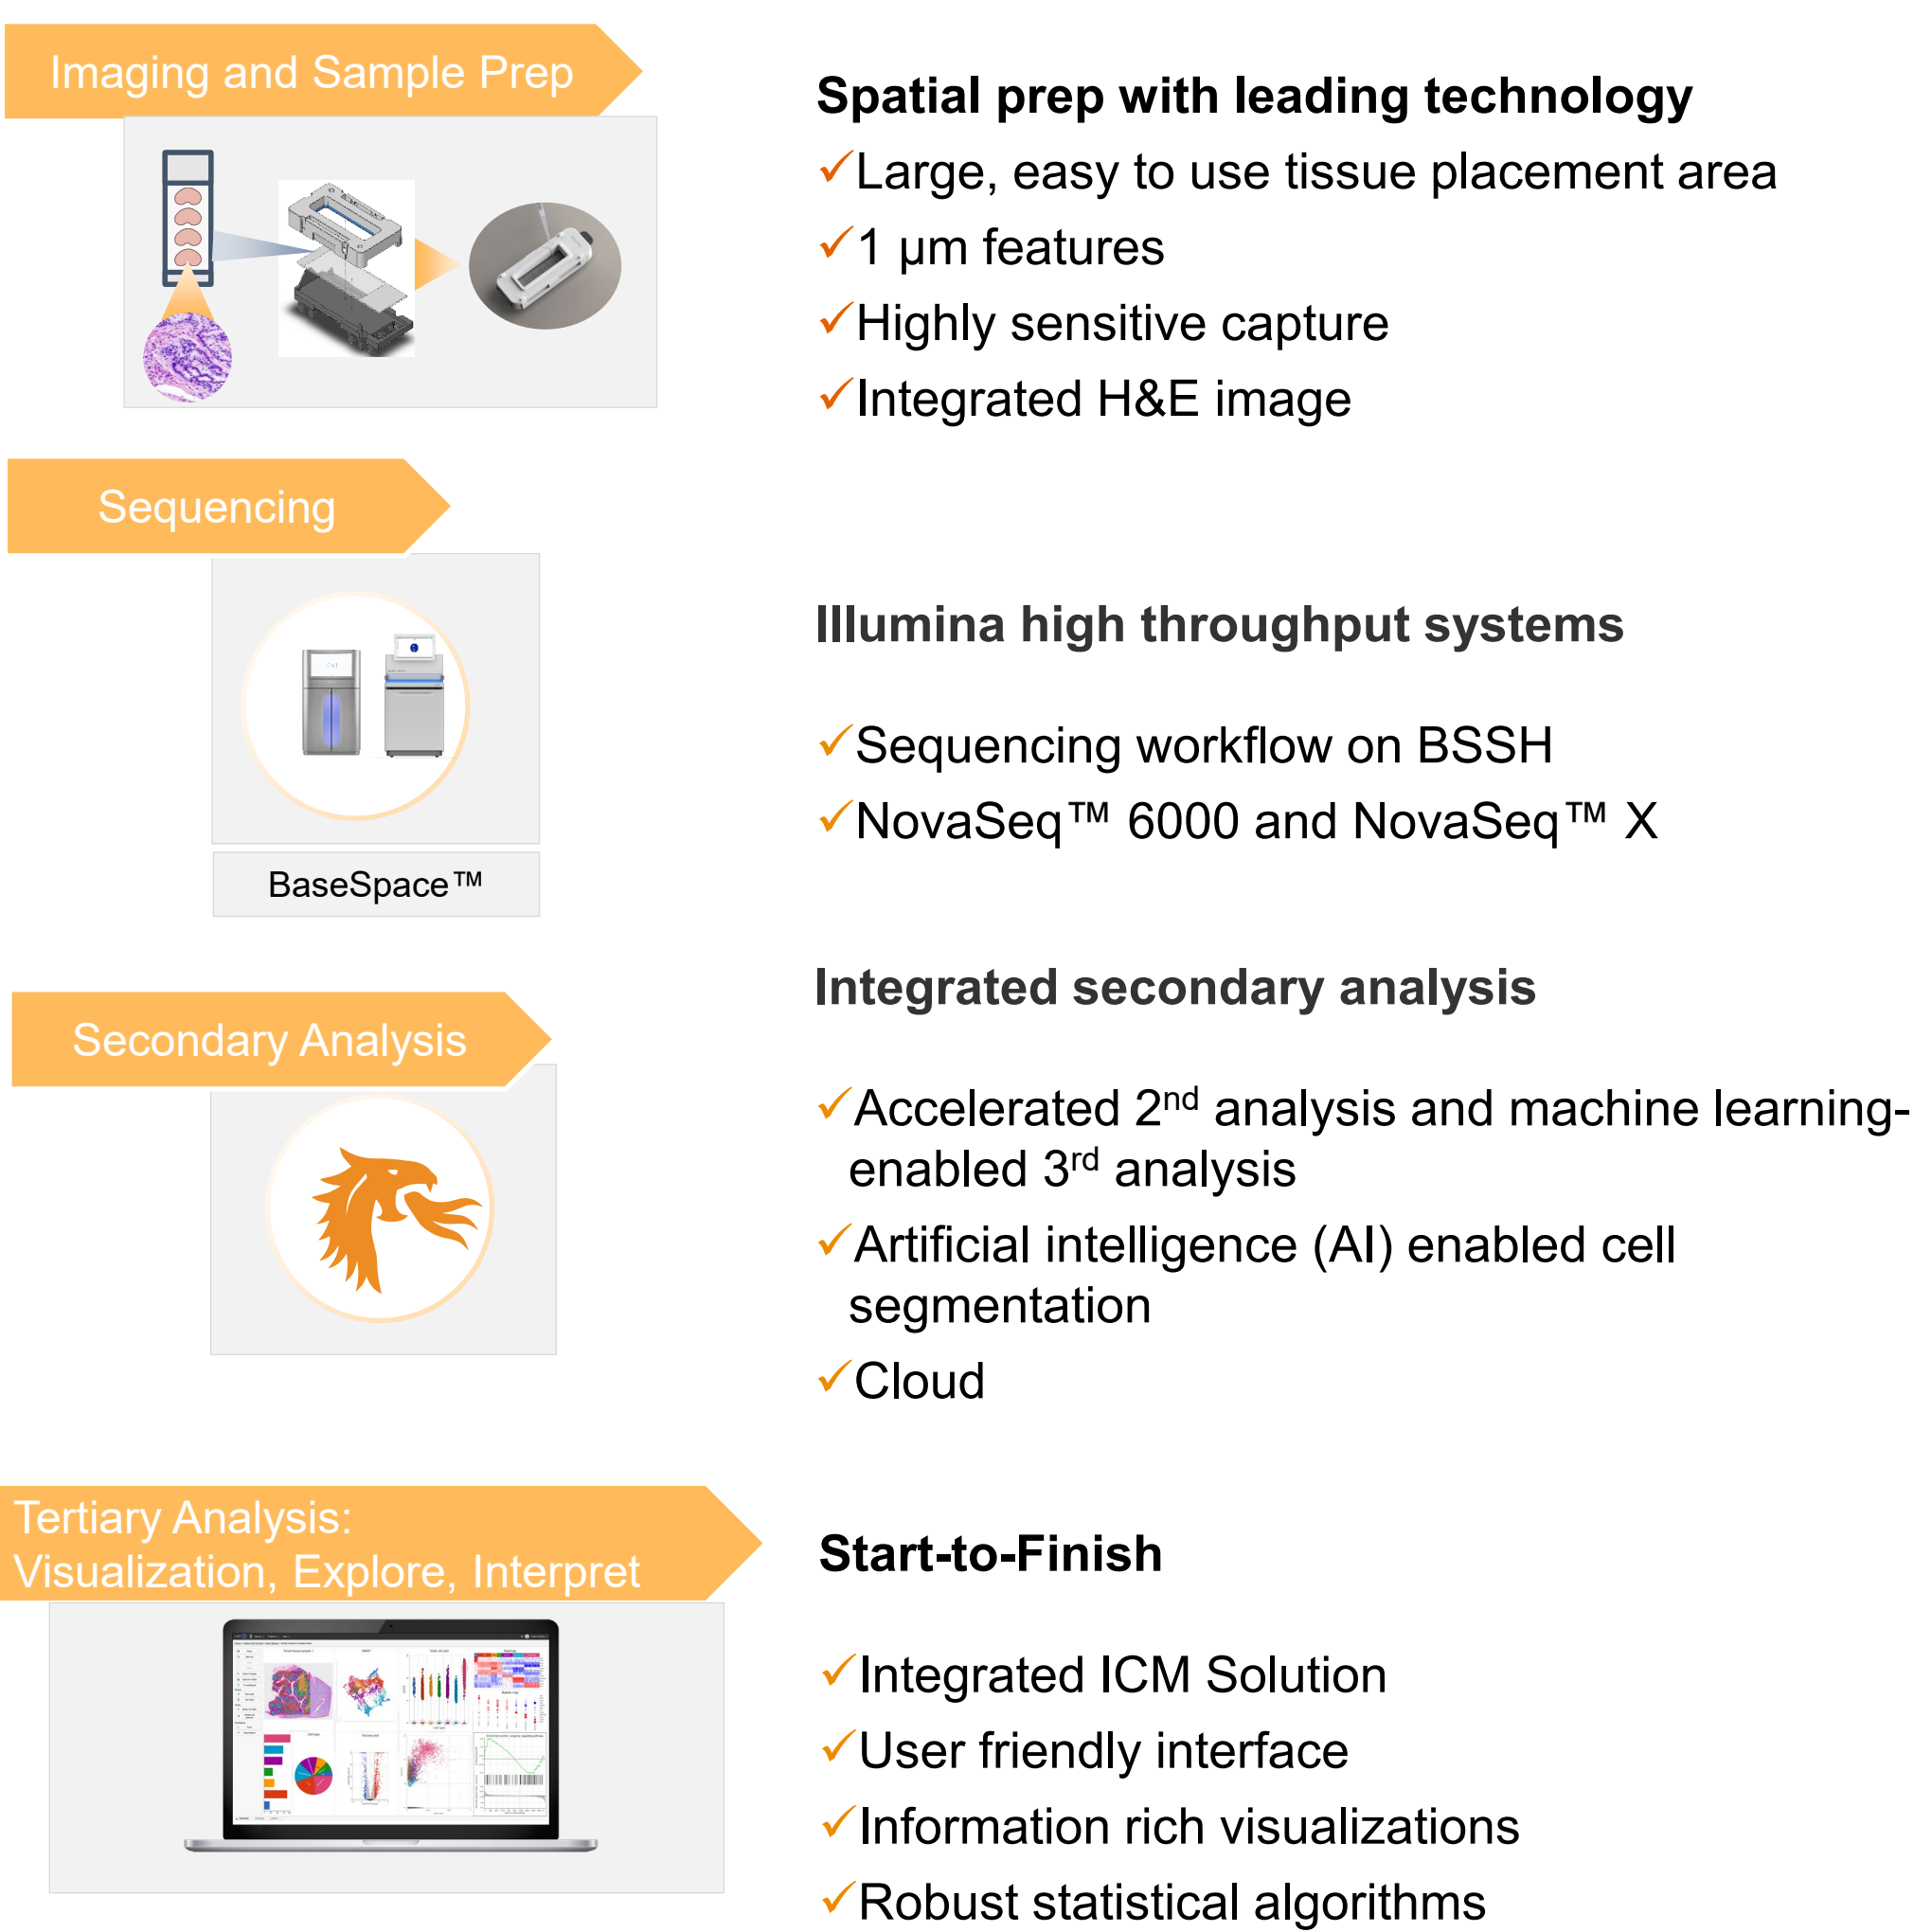 Imaging and Sample Prep
Spatial prep with leading technology
✓Large, easy to use tissue placement area
✓1 µm features
✓Highly sensitive capture
✓Integrated H&E image
Sequencing
BaseSpace™
Illumina high throughput systems
✓Sequencing workflow on BSSH
✓NovaSeq™ 6000 and NovaSeq™ X
Secondary Analysis
Integrated secondary analysis
✓Accelerated 2nd analysis and machine learning-
enabled 3rd analysis
✓Artificial intelligence (AI) enabled cell
segmentation
✓Cloud
Tertiary Analysis:
Visualization, Explore, Interpret
Start-to-Finish
✓Integrated ICM Solution
✓User friendly interface
✓Information rich visualizations
✓Robust statistical algorithms